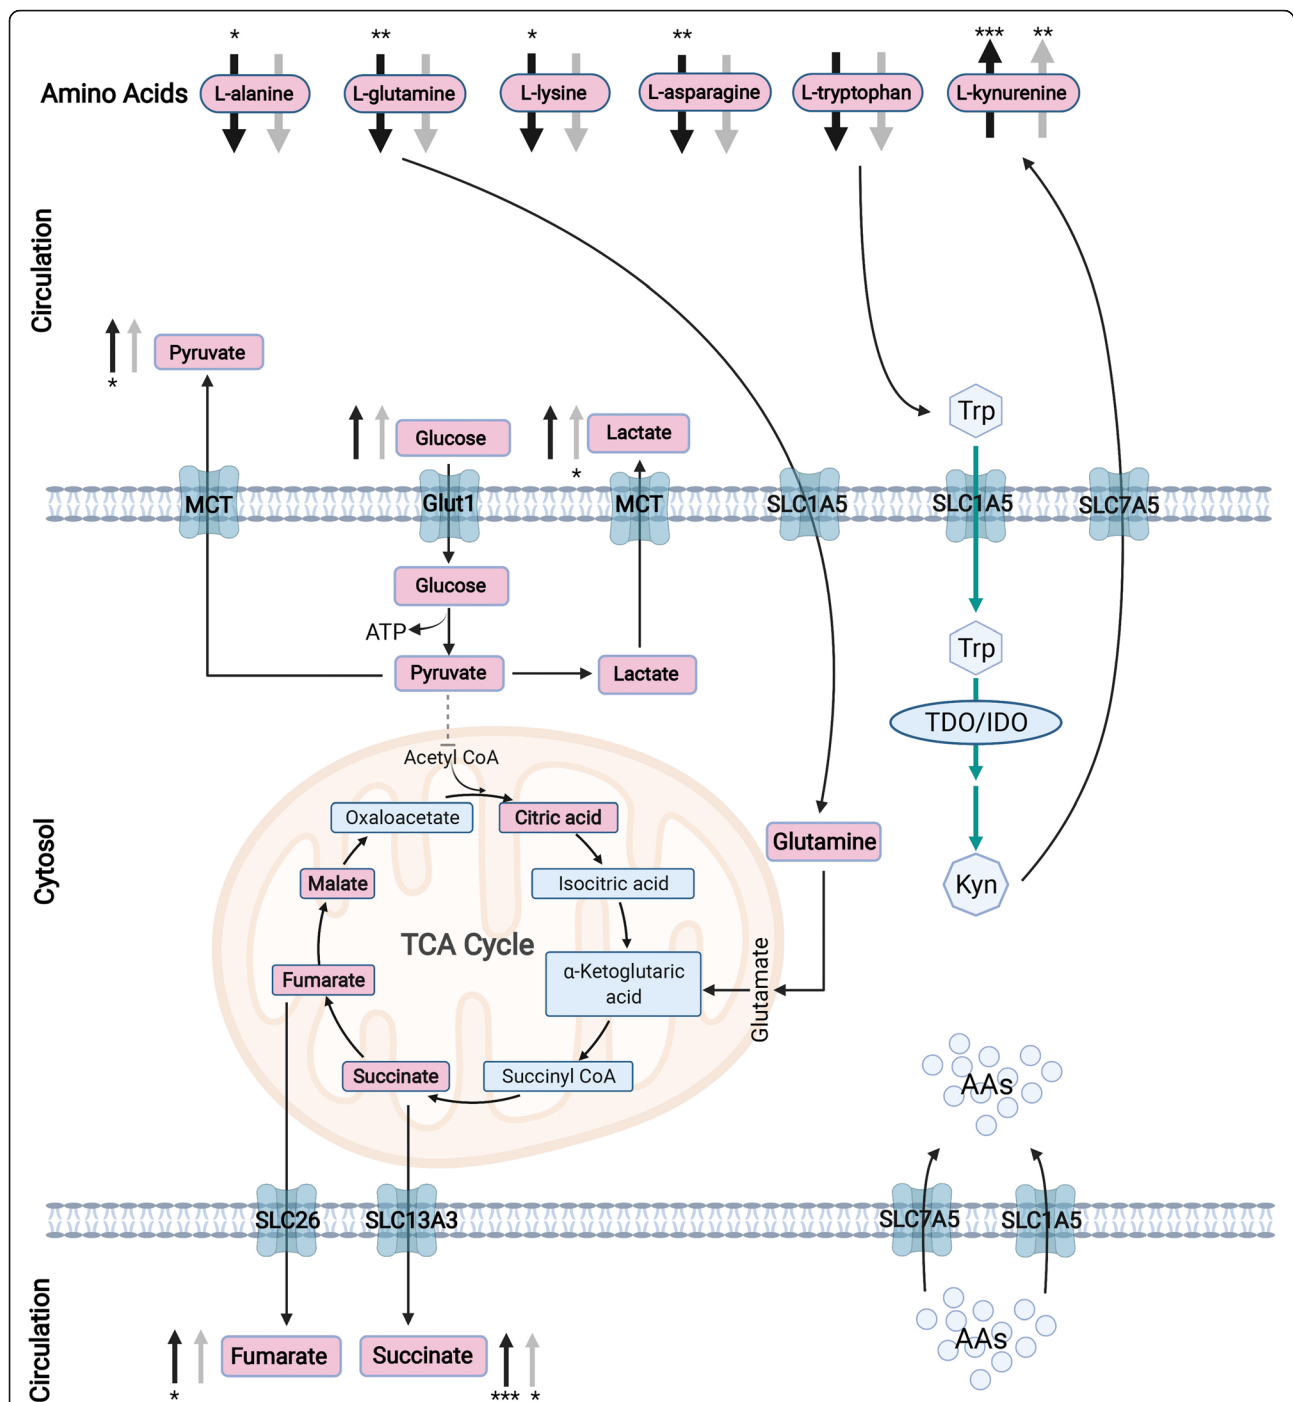 * ** * ** *** **
Amino Acids L-alanine L-glutamine L-lysine L-asparagine L-tryptophan L-kynurenine
Circulation
Pyruvate
*
Glucose
Lactate
*
MCT Glut1 MCT SLC1A5 SLC1A5 SLC7A5
Trp
Glucose
ATP
Pyruvate
Lactate
Trp
TDO/IDO
Kyn
Cytosol
Acetyl CoA
Oxaloacetate
Citric acid
Glutamine
Malate
Isocitric acid
TCA Cycle
Fumarate
α-Ketoglutaric
acid
Glutamate
Succinate
Succinyl CoA
AAs
SLC26 SLC13A3 SLC7A5 SLC1A5
Circulation
Fumarate
Succinate
AAs
* *** *